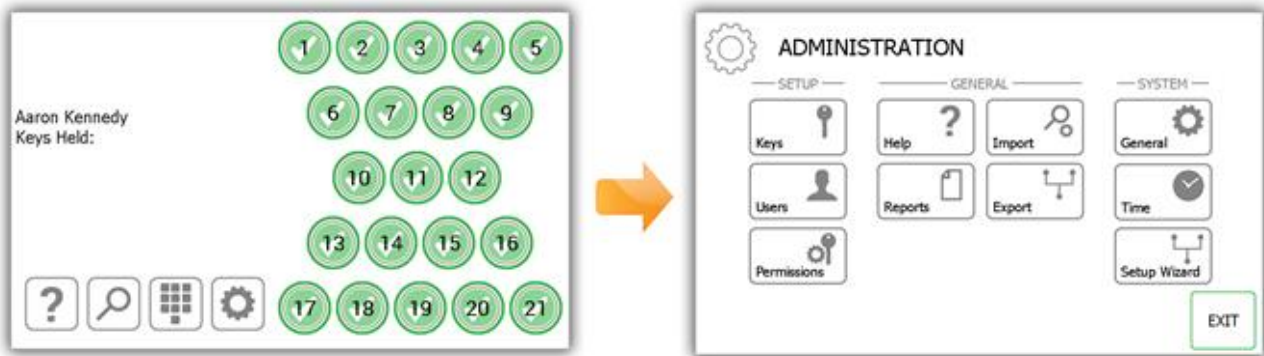 1 2 3 4 5
6 7 8 9
Aaron Kennedy
Keys Held:
10 11 12
13 14 15 16
? 17 18 19 20 21
ADMINISTRATION
SETUP GENERAL SYSTEM
Keys ? Help Import General
Users Reports Export Time
Permissions Setup Wizard
EXIT